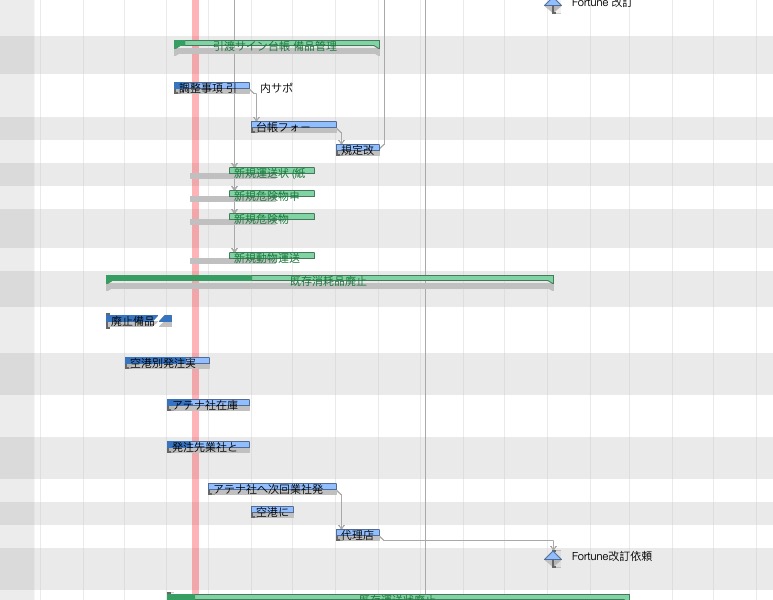 Fortune 改訂
引渡サイン台帳 備品管理
調整事項 引
内サポ
台帳フォー
規定改
新規運送状 (紙
新規危険物申
新規危険物
新規動物運送
既存消耗品廃止
廃止備品
空港別発注実
アテナ社在庫
発注先業社と
アテナ社へ次回業社発
空港に
代理店
Fortune改訂依頼
既存運送状廃止